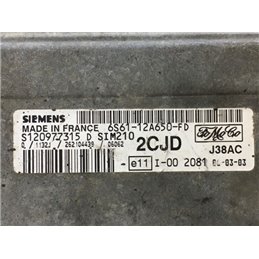 SIEMENS
MADE IN FRANCE 6S61-12A650-FD
S120977315 D SIM210
2CJD
J38AC
e11 I-00 2081